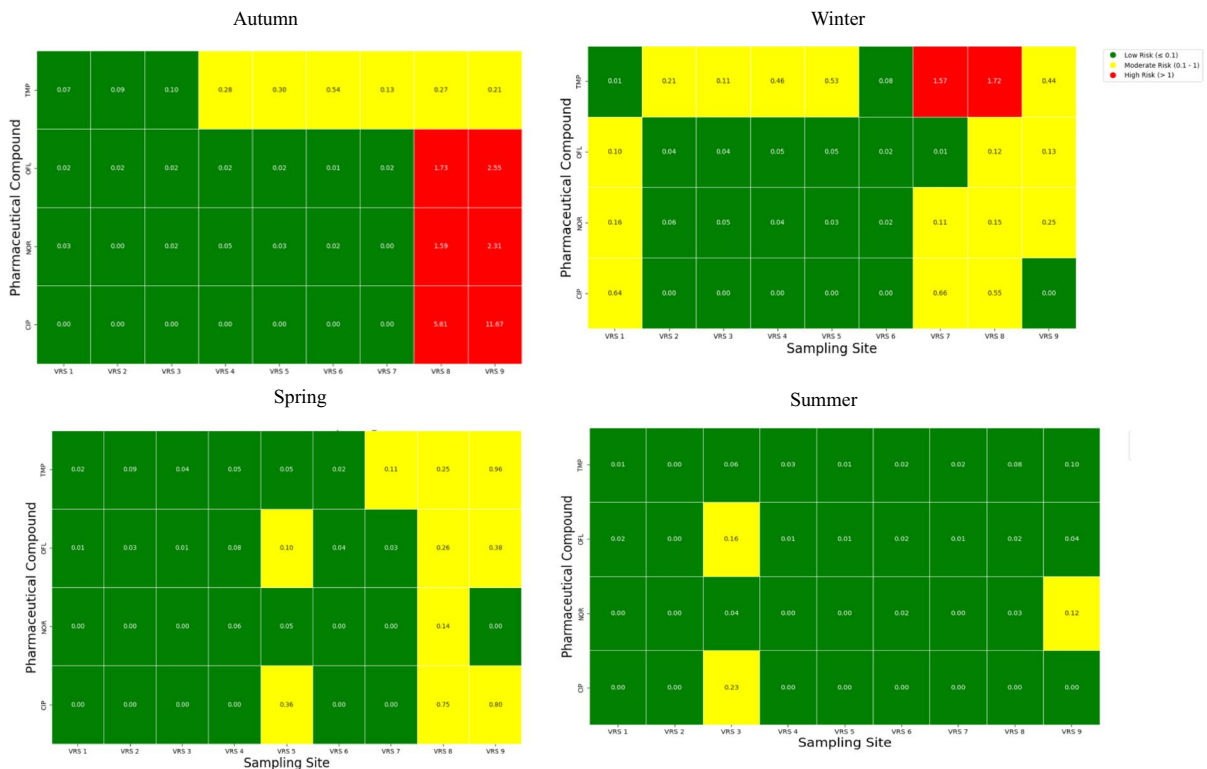 Autumn
Winter
Low Risk (≤ 0.1)
Moderate Risk (0.1 - 1)
High Risk (> 1)
Pharmaceutical Compound
TMP 0.07 0.09 0.10 0.28 0.30 0.54 0.13 0.27 0.21
OFL 0.02 0.02 0.02 0.02 0.02 0.01 0.02 1.73 2.55
NOR 0.03 0.00 0.02 0.05 0.03 0.02 0.00 1.59 2.31
CIP 0.00 0.00 0.00 0.00 0.00 0.00 0.00 5.81 11.67
VRS 1 VRS 2 VRS 3 VRS 4 VRS 5 VRS 6 VRS 7 VRS 8 VRS 9
Pharmaceutical Compound
TMP 0.01 0.21 0.11 0.46 0.53 0.08 1.57 1.72 0.44
OFL 0.10 0.04 0.04 0.05 0.05 0.02 0.01 0.12 0.13
NOR 0.16 0.06 0.05 0.04 0.03 0.02 0.11 0.15 0.25
CIP 0.64 0.00 0.00 0.00 0.00 0.00 0.66 0.55 0.00
VRS 1 VRS 2 VRS 3 VRS 4 VRS 5 VRS 6 VRS 7 VRS 8 VRS 9
Sampling Site
Spring
Summer
Pharmaceutical Compound
TMP 0.02 0.09 0.04 0.05 0.05 0.02 0.11 0.25 0.96
OFL 0.01 0.03 0.01 0.08 0.10 0.04 0.03 0.26 0.38
NOR 0.00 0.00 0.00 0.06 0.05 0.00 0.00 0.14 0.00
CIP 0.00 0.00 0.00 0.00 0.36 0.00 0.00 0.75 0.80
VRS 1 VRS 2 VRS 3 VRS 4 VRS 5 VRS 6 VRS 7 VRS 8 VRS 9
Sampling Site
Pharmaceutical Compound
TMP 0.01 0.00 0.06 0.03 0.01 0.02 0.02 0.08 0.10
OFL 0.02 0.00 0.16 0.01 0.01 0.02 0.01 0.02 0.04
NOR 0.00 0.00 0.04 0.00 0.00 0.02 0.00 0.03 0.12
CIP 0.00 0.00 0.23 0.00 0.00 0.00 0.00 0.00 0.00
VRS 1 VRS 2 VRS 3 VRS 4 VRS 5 VRS 6 VRS 7 VRS 8 VRS 9
Sampling Site